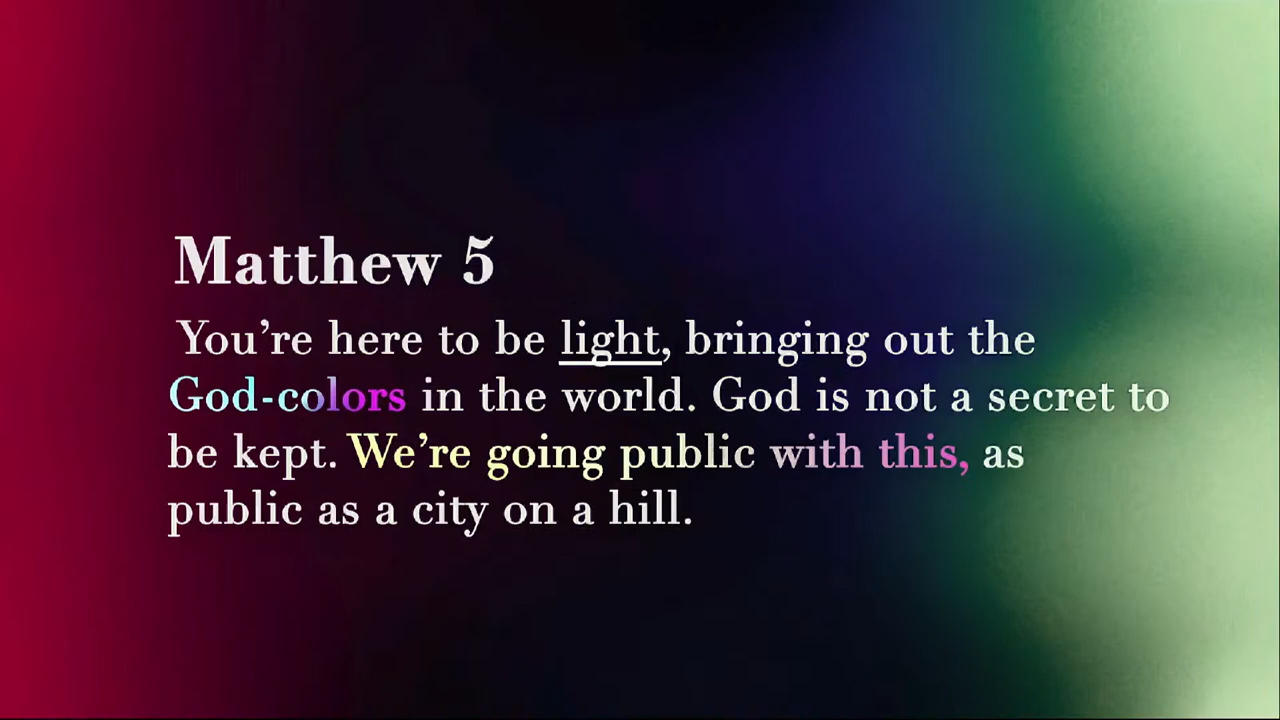 Matthew 5
You’re here to be light, bringing out the
God-colors in the world. God is not a secret to
be kept. We’re going public with this, as
public as a city on a hill.